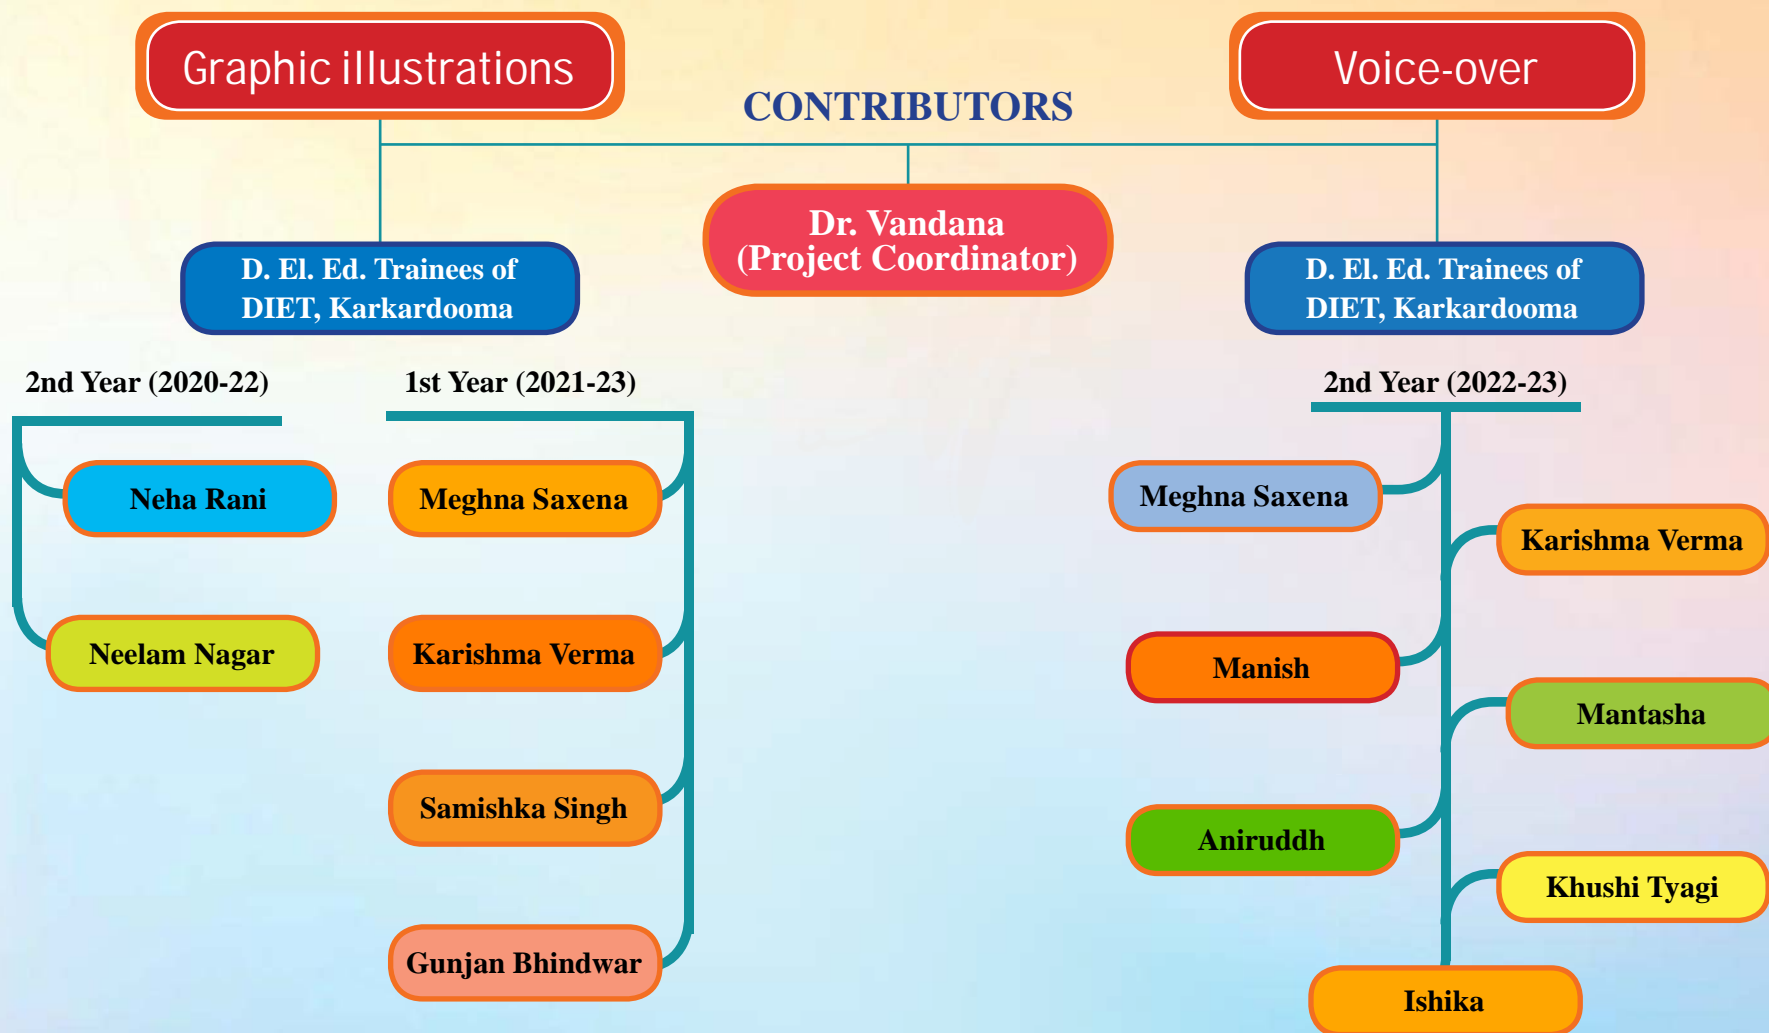 Graphic illustrations
Voice-over
CONTRIBUTORS
Dr. Vandana
(Project Coordinator)
D. El. Ed. Trainees of
DIET, Karkardooma
D. El. Ed. Trainees of
DIET, Karkardooma
2nd Year (2020-22)
Neha Rani
Neelam Nagar
1st Year (2021-23)
Meghna Saxena
Karishma Verma
Samishka Singh
Gunjan Bhindwar
2nd Year (2022-23)
Meghna Saxena
Karishma Verma
Manish
Mantasha
Aniruddh
Khushi Tyagi
Ishika